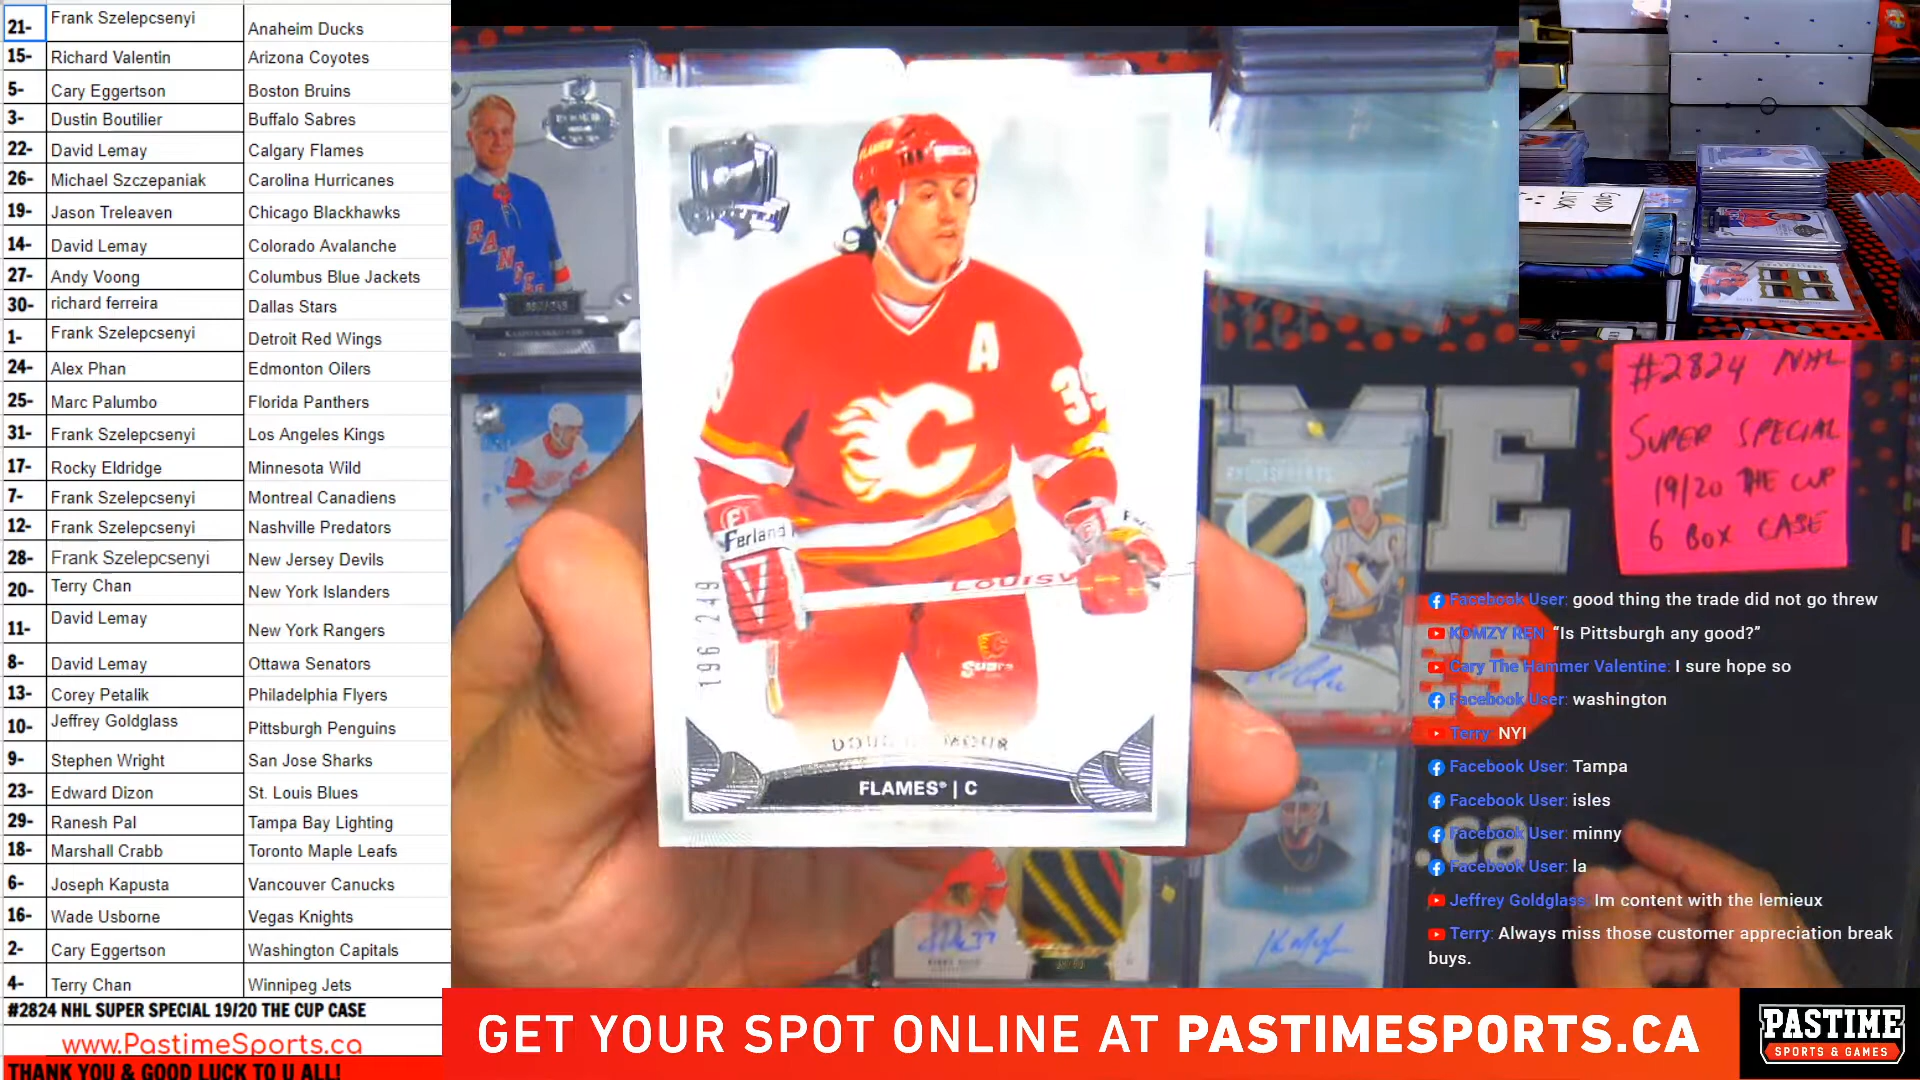 21- Frank Szelepcsenyi Anaheim Ducks
15- Richard Valentin Arizona Coyotes
5- Cary Eggertson Boston Bruins
3- Dustin Boutilier Buffalo Sabres
22- David Lemay Calgary Flames
26- Michael Szczepaniak Carolina Hurricanes
19- Jason Treleaven Chicago Blackhawks
14- David Lemay Colorado Avalanche
27- Andy Voong Columbus Blue Jackets
30- richard ferreira Dallas Stars
1- Frank Szelepcsenyi Detroit Red Wings
24- Alex Phan Edmonton Oilers
25- Marc Palumbo Florida Panthers
31- Frank Szelepcsenyi Los Angeles Kings
17- Rocky Eldridge Minnesota Wild
7- Frank Szelepcsenyi Montreal Canadiens
12- Frank Szelepcsenyi Nashville Predators
28- Frank Szelepcsenyi New Jersey Devils
20- Terry Chan New York Islanders
11- David Lemay New York Rangers
8- David Lemay Ottawa Senators
13- Corey Petalik Philadelphia Flyers
10- Jeffrey Goldglass Pittsburgh Penguins
9- Stephen Wright San Jose Sharks
23- Edward Dizon St. Louis Blues
29- Ranesh Pal Tampa Bay Lighting
18- Marshall Crabb Toronto Maple Leafs
6- Joseph Kapusta Vancouver Canucks
16- Wade Usborne Vegas Knights
2- Cary Eggertson Washington Capitals
4- Terry Chan Winnipeg Jets
#2824 NHL SUPER SPECIAL 19/20 THE CUP CASE
www.PastimeSports.ca
THANK YOU & GOOD LUCK TO U ALL!
FLAMES
A
39
C
Ferland
LOUISV
196/249
FLAMES® | C
GOOD
LUCK
#2824 NHL
SUPER SPECIAL
19/20 THE CUP
6 BOX CASE
E
.ca
Facebook User: good thing the trade did not go threw
KOMZY REN: "Is Pittsburgh any good?"
Cary The Hammer Valentine: I sure hope so
Facebook User: washington
Terry: NYI
Facebook User: Tampa
Facebook User: isles
Facebook User: minny
Facebook User: la
Jeffrey Goldglass: Im content with the lemieux
Terry: Always miss those customer appreciation break
buys.
GET YOUR SPOT ONLINE AT PASTIMESPORTS.CA
PASTIME
SPORTS & GAMES